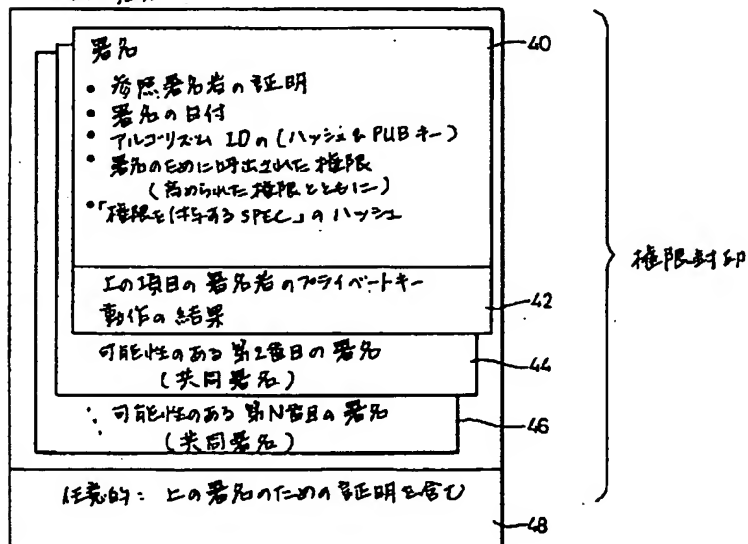 署名
40
• 参照署名者の証明
• 署名の日付
• アルゴリズム IDの(ハッシュ&PUBキー)
• 署名のために呼出された権限
(高められた権限とともに)
• 「権限を付与するSPEC」のハッシュ
権限封印
上の項目の署名者のプライベートキー
動作の結果
42
可能性のある第2番目の署名
(共同署名)
44
可能性のある第N番目の署名
(共同署名)
46
任意的: 上の署名のための証明を含む
48